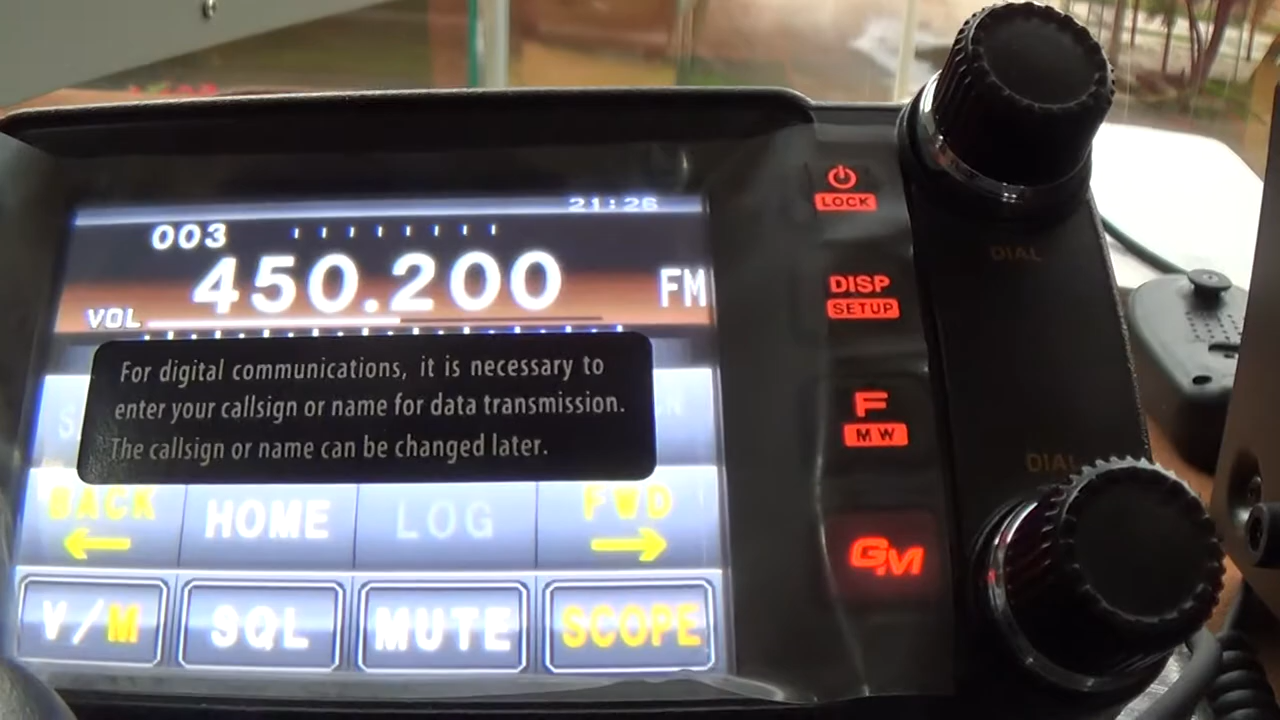 21:26
003
450.200
FM
VOL
For digital communications, it is necessary to
enter your callsign or name for data transmission.
The callsign or name can be changed later.
BACK
HOME
LOG
FWD
V/M
SQL
MUTE
SCOPE
LOCK
DISP
SETUP
F
MW
GM
DIAL
DIAL